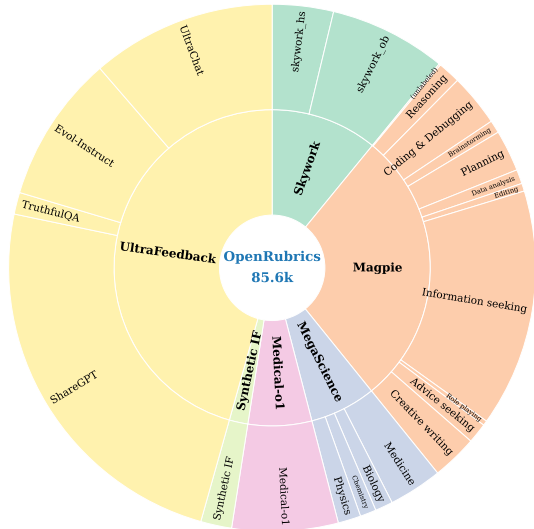 OpenRubrics
85.6k
Skywork
skywork_hs
skywork_ob
Magpie
(unlabeled)
Reasoning
Coding & Debugging
Brainstorming
Planning
Data analysis
Editing
Information seeking
Role playing
Advice seeking
Creative writing
MegaScience
Medicine
Biology
Chemistry
Physics
Medical-o1
Medical-o1
Synthetic IF
Synthetic IF
UltraFeedback
ShareGPT
TruthfulQA
Evol-Instruct
UltraChat